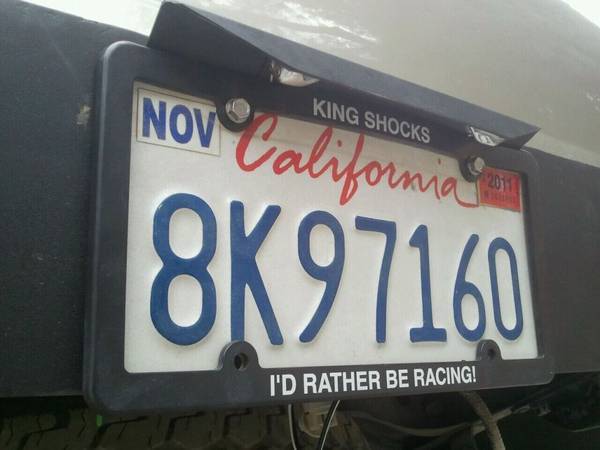 KING SHOCKS
NOV California 2011
8K97160
I'D RATHER BE RACING!